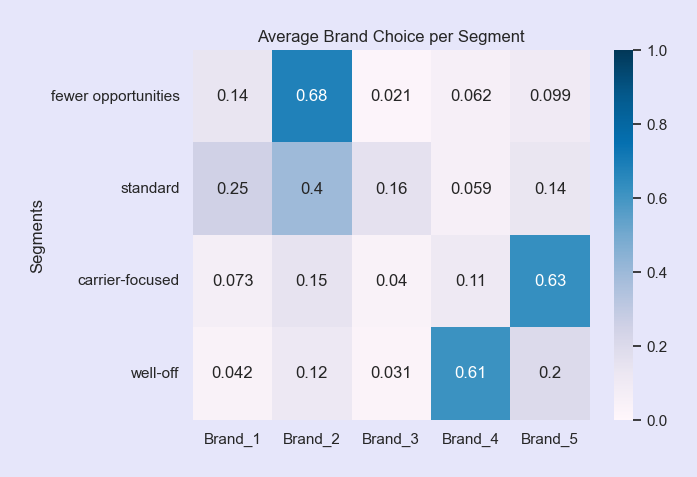 Average Brand Choice per Segment
Segments
fewer opportunities 0.14 0.68 0.021 0.062 0.099
standard 0.25 0.4 0.16 0.059 0.14
carrier-focused 0.073 0.15 0.04 0.11 0.63
well-off 0.042 0.12 0.031 0.61 0.2
Brand_1 Brand_2 Brand_3 Brand_4 Brand_5
1.0
0.8
0.6
0.4
0.2
0.0